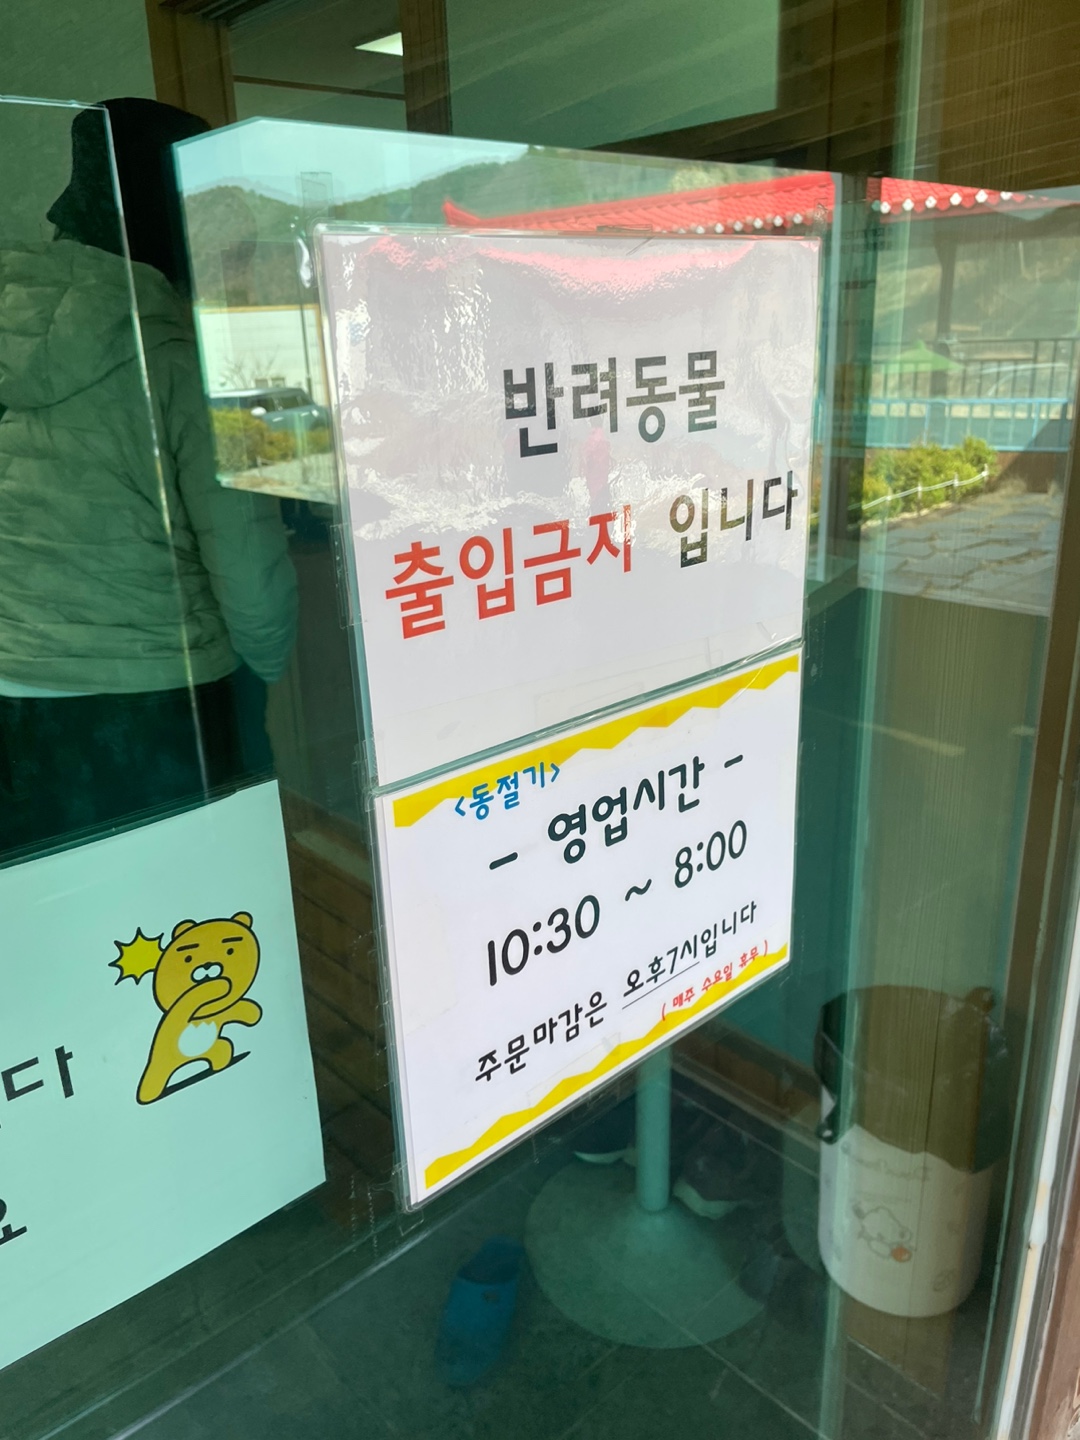 반려동물
출입금지 입니다
<동절기>
- 영업시간 -
10:30 ~ 8:00
주문마감은 오후7시입니다
( 매주 수요일 휴무 )
다
요